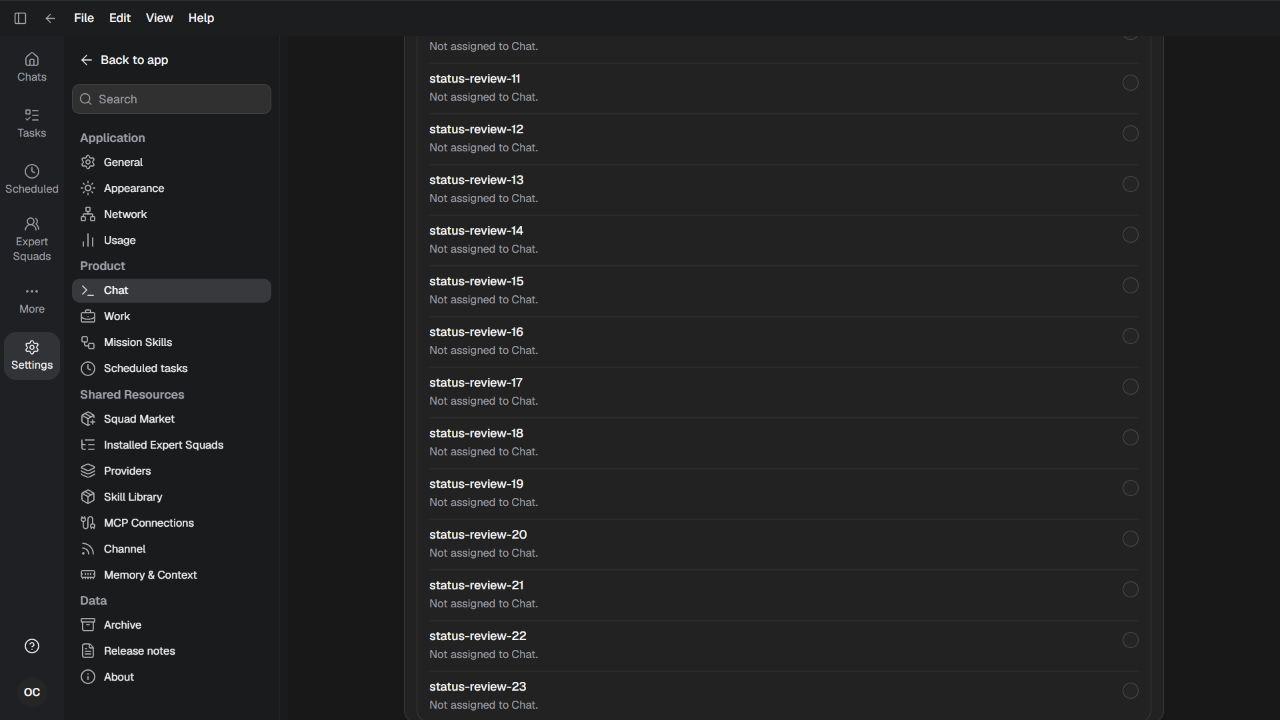 File Edit View Help
Chats
Tasks
Scheduled
Expert
Squads
More
Settings
OC
Back to app
Search
Application
General
Appearance
Network
Usage
Product
Chat
Work
Mission Skills
Scheduled tasks
Shared Resources
Squad Market
Installed Expert Squads
Providers
Skill Library
MCP Connections
Channel
Memory & Context
Data
Archive
Release notes
About
Not assigned to Chat.
status-review-11
Not assigned to Chat.
status-review-12
Not assigned to Chat.
status-review-13
Not assigned to Chat.
status-review-14
Not assigned to Chat.
status-review-15
Not assigned to Chat.
status-review-16
Not assigned to Chat.
status-review-17
Not assigned to Chat.
status-review-18
Not assigned to Chat.
status-review-19
Not assigned to Chat.
status-review-20
Not assigned to Chat.
status-review-21
Not assigned to Chat.
status-review-22
Not assigned to Chat.
status-review-23
Not assigned to Chat.